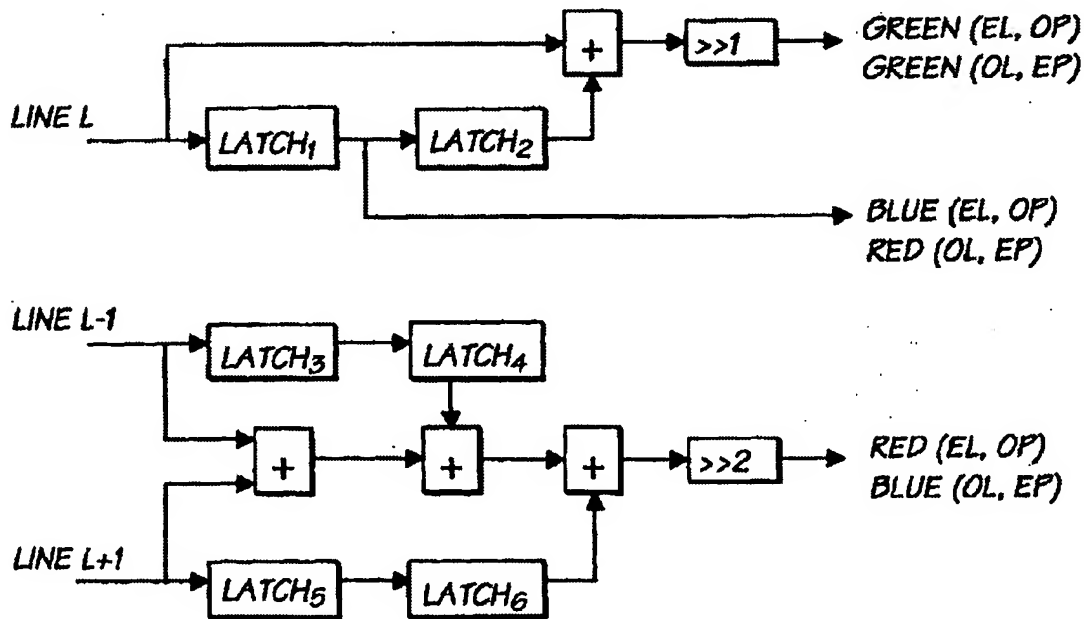 +
>>1
GREEN (EL, OP)
GREEN (OL, EP)
LINE L
LATCH₁
LATCH₂
BLUE (EL, OP)
RED (OL, EP)
LINE L-1
LATCH₃
LATCH₄
+
+
+
>>2
RED (EL, OP)
BLUE (OL, EP)
LINE L+1
LATCH₅
LATCH₆